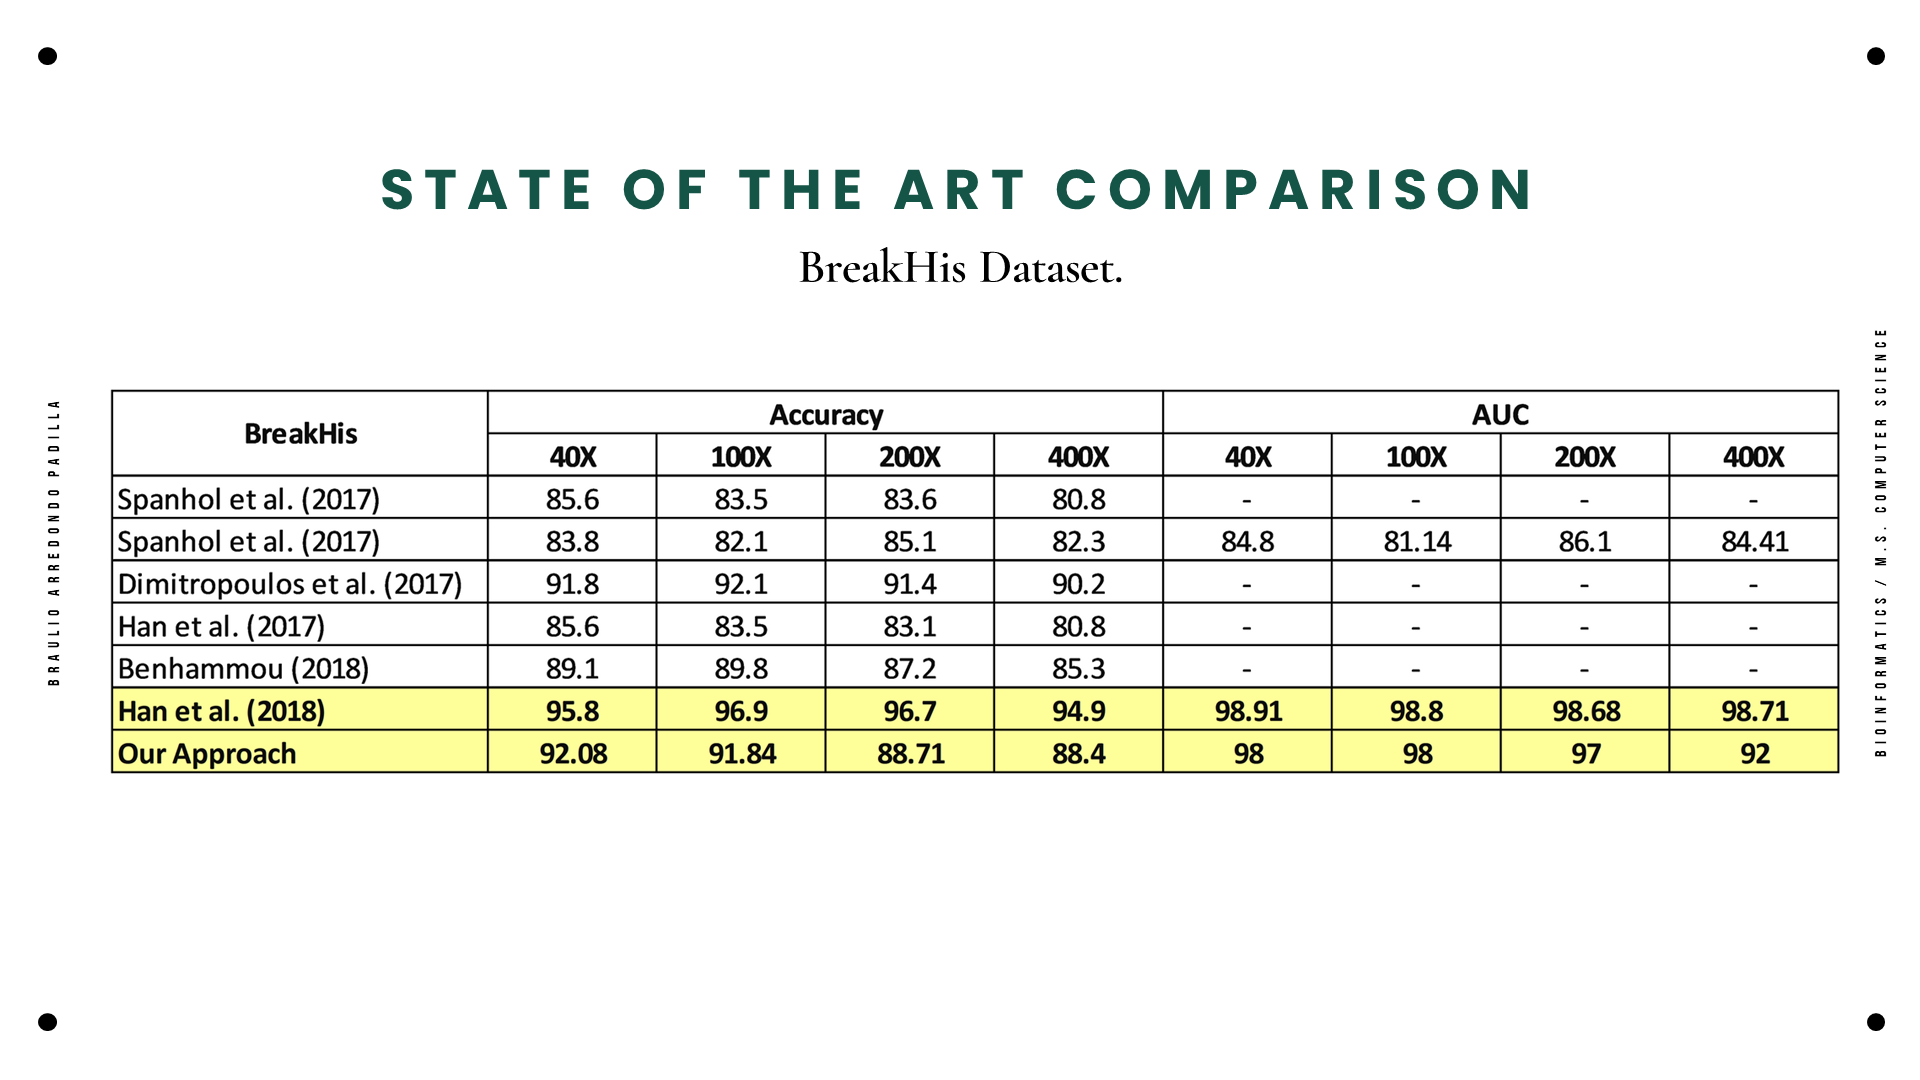 STATE OF THE ART COMPARISON
BreakHis Dataset.
BRAULIO ARREDONDO PADILLA
BreakHis Accuracy AUC
40X 100X 200X 400X 40X 100X 200X 400X
Spanhol et al. (2017) 85.6 83.5 83.6 80.8 - - - -
Spanhol et al. (2017) 83.8 82.1 85.1 82.3 84.8 81.14 86.1 84.41
Dimitropoulos et al. (2017) 91.8 92.1 91.4 90.2 - - - -
Han et al. (2017) 85.6 83.5 83.1 80.8 - - - -
Benhammou (2018) 89.1 89.8 87.2 85.3 - - - -
Han et al. (2018) 95.8 96.9 96.7 94.9 98.91 98.8 98.68 98.71
Our Approach 92.08 91.84 88.71 88.4 98 98 97 92
BIOINFORMATICS / M.S. COMPUTER SCIENCE